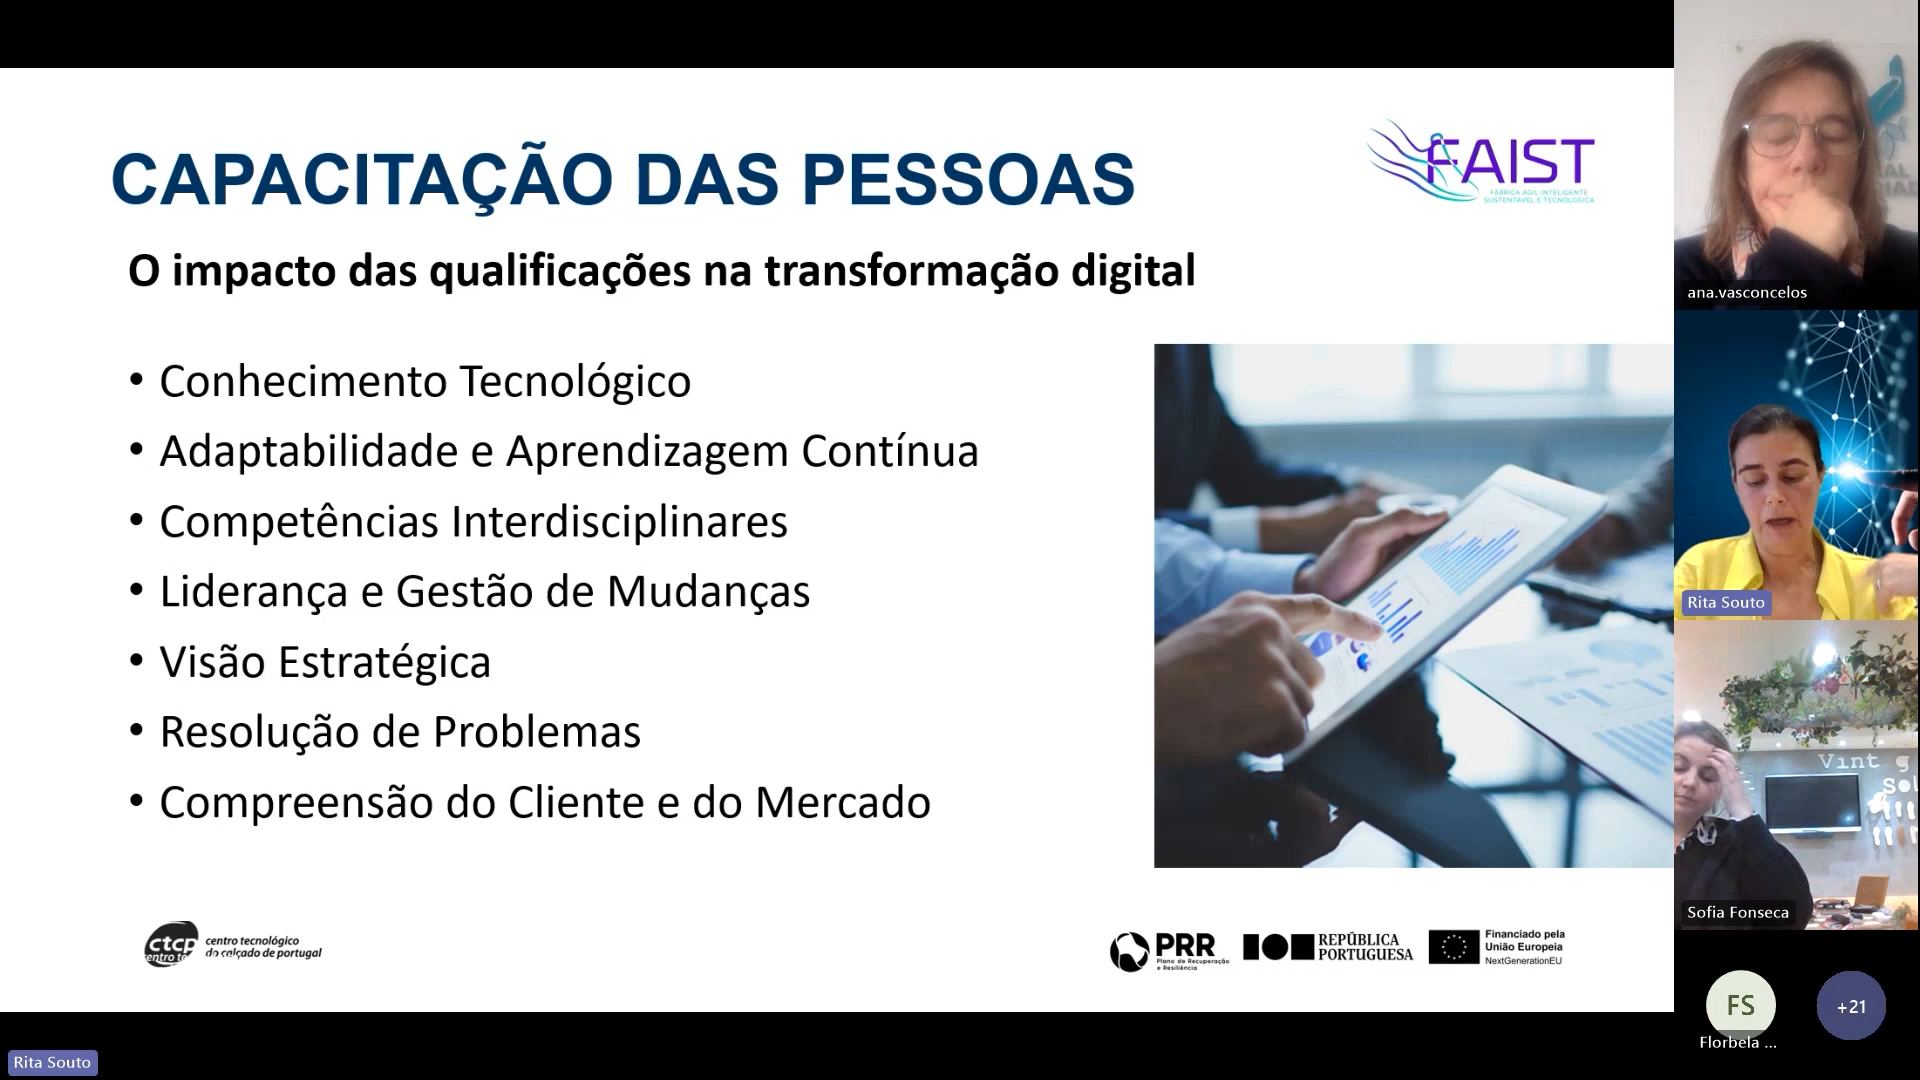 CAPACITAÇÃO DAS PESSOAS
FAIST
FÁBRICA ÁGIL INTELIGENTE
SUSTENTÁVEL E TECNOLÓGICA
O impacto das qualificações na transformação digital
• Conhecimento Tecnológico
• Adaptabilidade e Aprendizagem Contínua
• Competências Interdisciplinares
• Liderança e Gestão de Mudanças
• Visão Estratégica
• Resolução de Problemas
• Compreensão do Cliente e do Mercado
ctcp
centro tecnológico
do calçado de portugal
PRR
Plano de Recuperação
e Resiliência
REPÚBLICA
PORTUGUESA
Financiado pela
União Europeia
NextGenerationEU
ana.vasconcelos
Rita Souto
Vint g
Sol
Sofia Fonseca
FS
Florbela ...
+21
Rita Souto